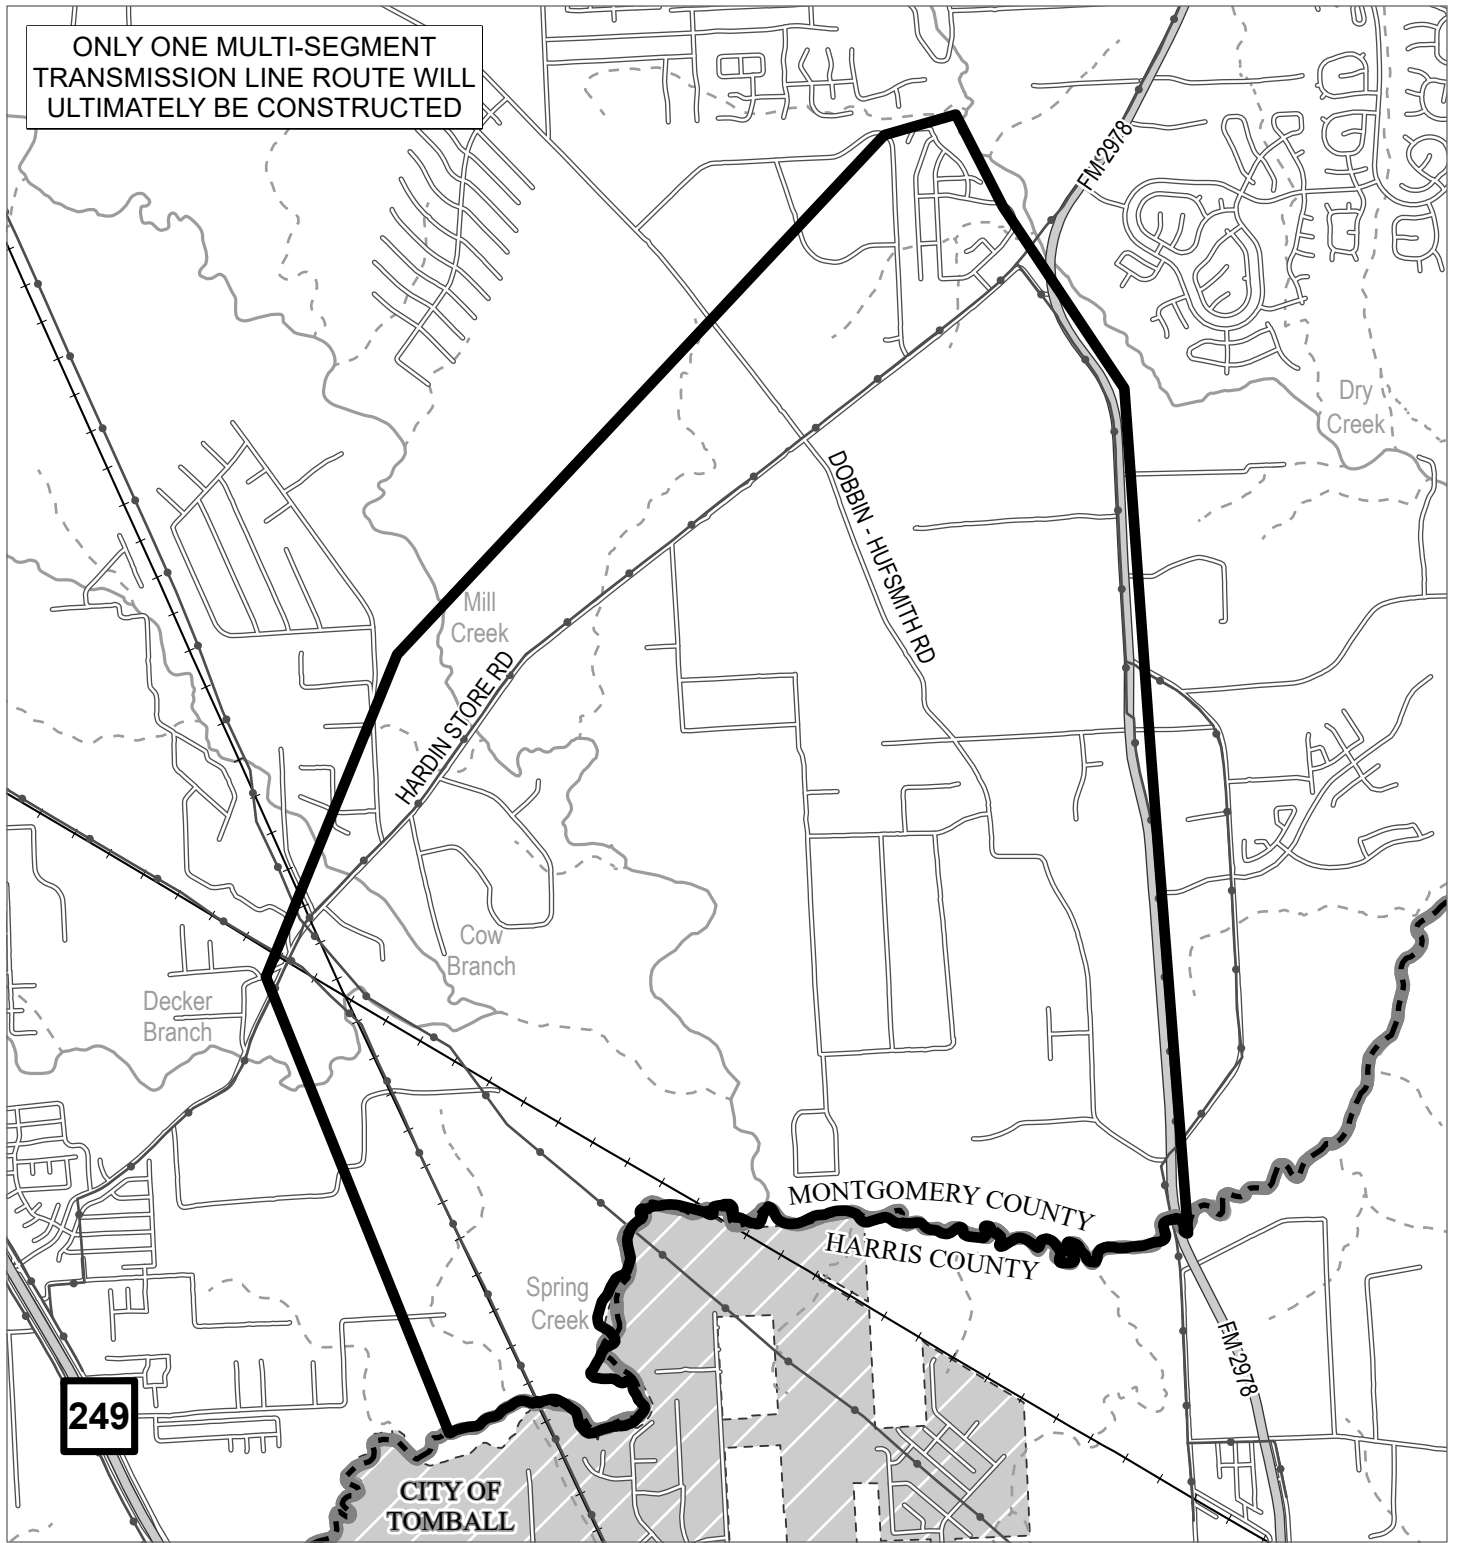 ONLY ONE MULTI-SEGMENT
TRANSMISSION LINE ROUTE WILL
ULTIMATELY BE CONSTRUCTED
FM-2978
Dry
Creek
DOBBIN - HUFSMITH RD
Mill
Creek
HARDIN STORE RD
Cow
Branch
Decker
Branch
MONTGOMERY COUNTY
HARRIS COUNTY
Spring
Creek
FM-2978
249
CITY OF
TOMBALL